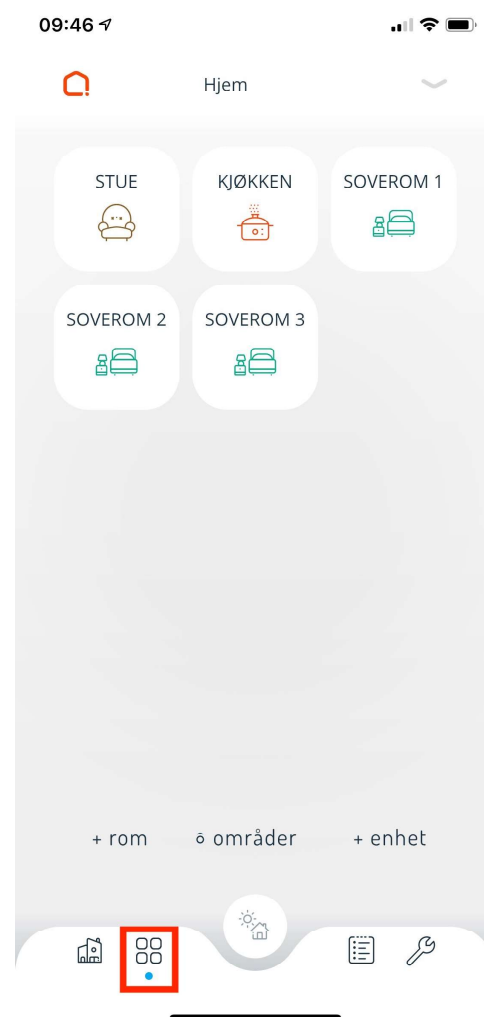 09:46
Hjem
STUE
KJØKKEN
SOVEROM 1
SOVEROM 2
SOVEROM 3
+ rom
ō områder
+ enhet